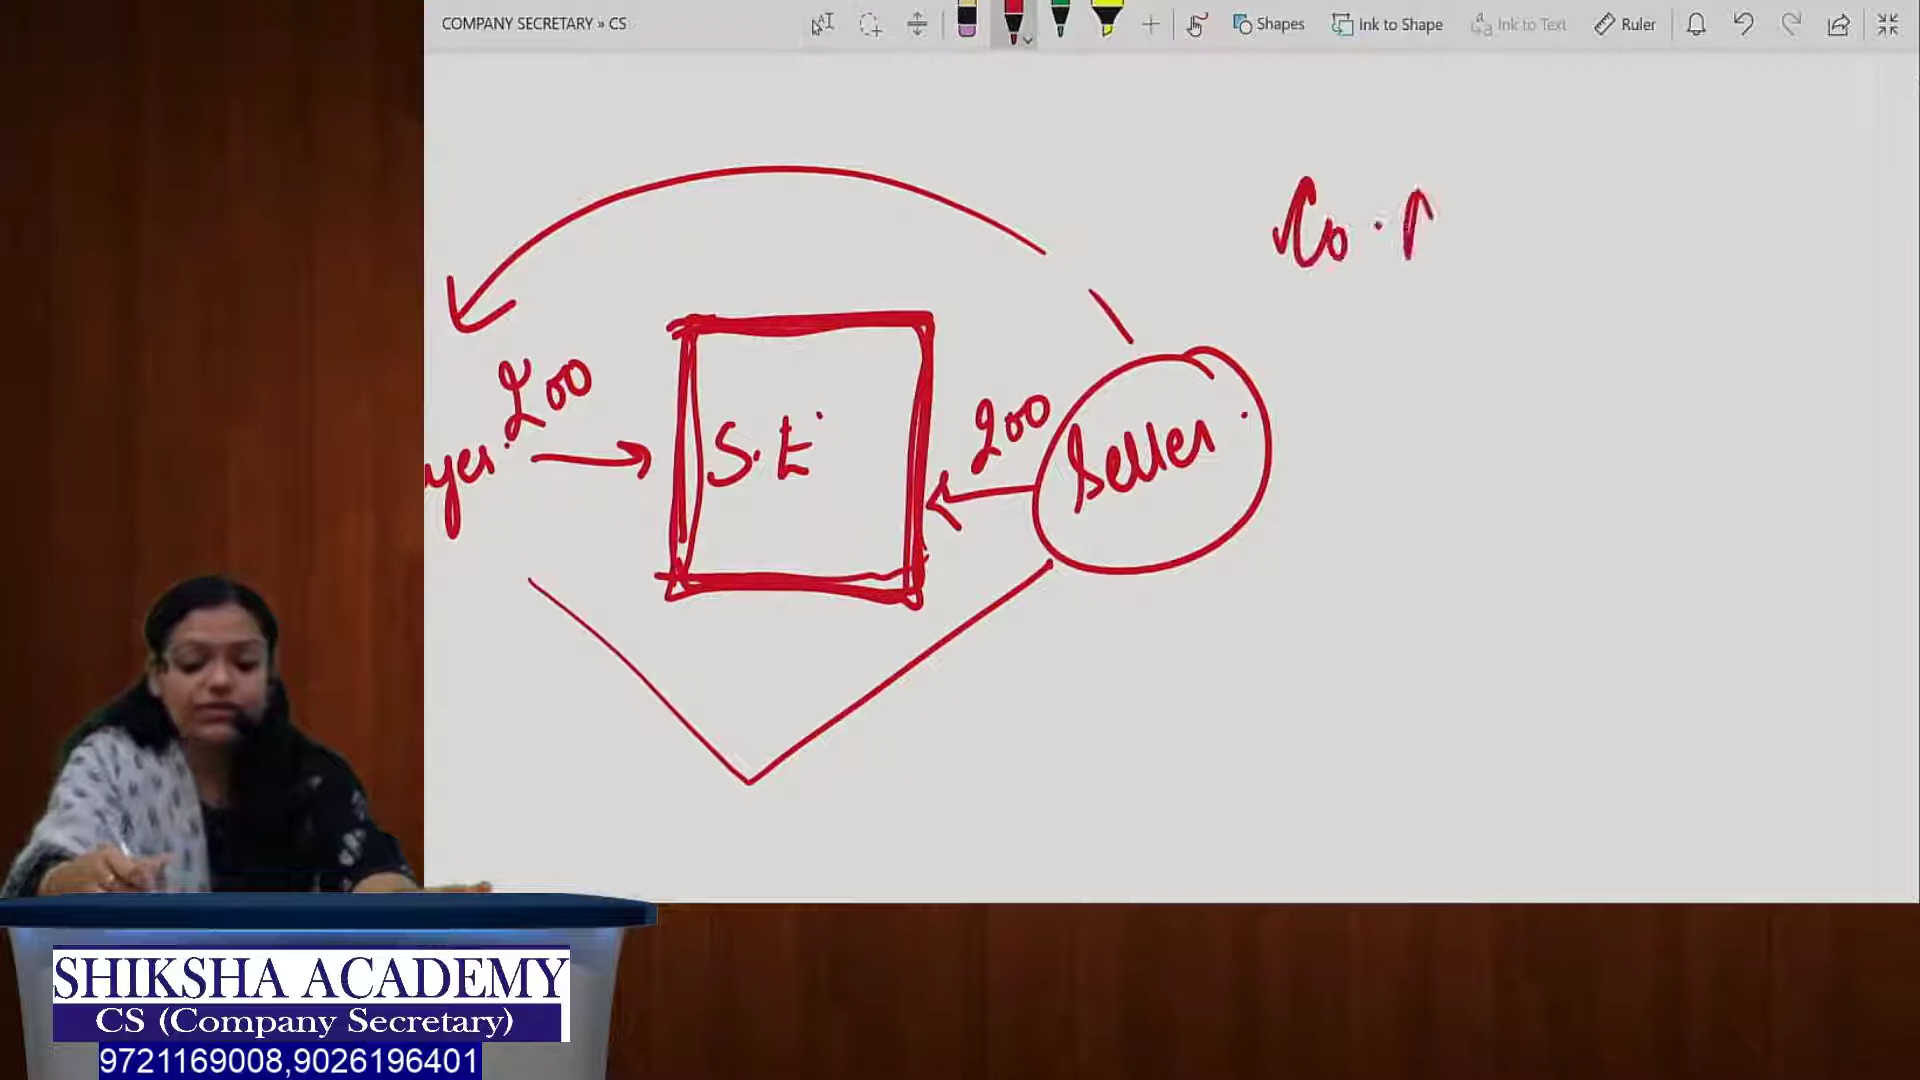 COMPANY SECRETARY » CS
Shapes
Ink to Shape
Ink to Text
Ruler
Co.
200
yer
S.E
200
Seller
SHIKSHA ACADEMY
CS (Company Secretary)
9721169008,9026196401